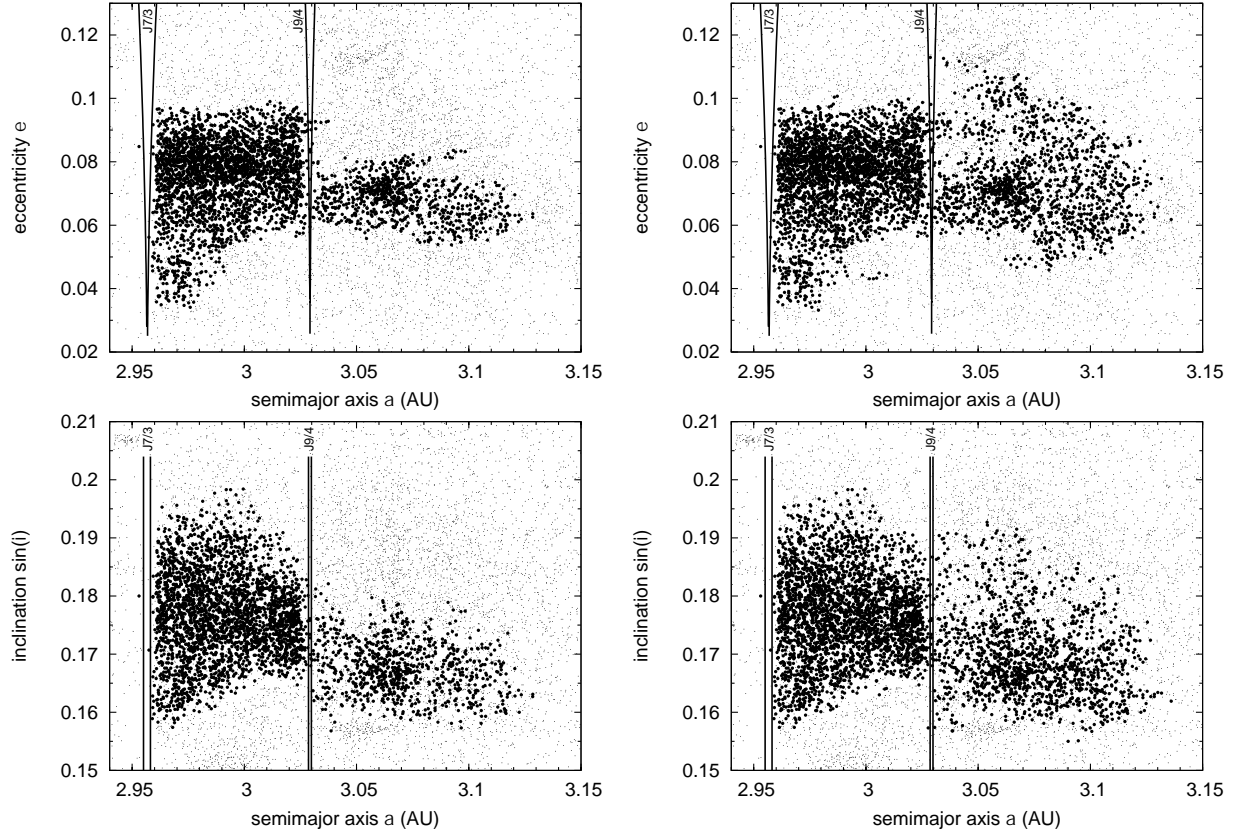 J7/3
J9/4
0.12
0.1
0.08
0.06
0.04
0.02
eccentricity e
2.95
3
3.05
3.1
3.15
semimajor axis a (AU)
J7/3
J9/4
0.12
0.1
0.08
0.06
0.04
0.02
eccentricity e
2.95
3
3.05
3.1
3.15
semimajor axis a (AU)
J7/3
J9/4
0.21
0.2
0.19
0.18
0.17
0.16
0.15
inclination sin(i)
2.95
3
3.05
3.1
3.15
semimajor axis a (AU)
J7/3
J9/4
0.21
0.2
0.19
0.18
0.17
0.16
0.15
inclination sin(i)
2.95
3
3.05
3.1
3.15
semimajor axis a (AU)